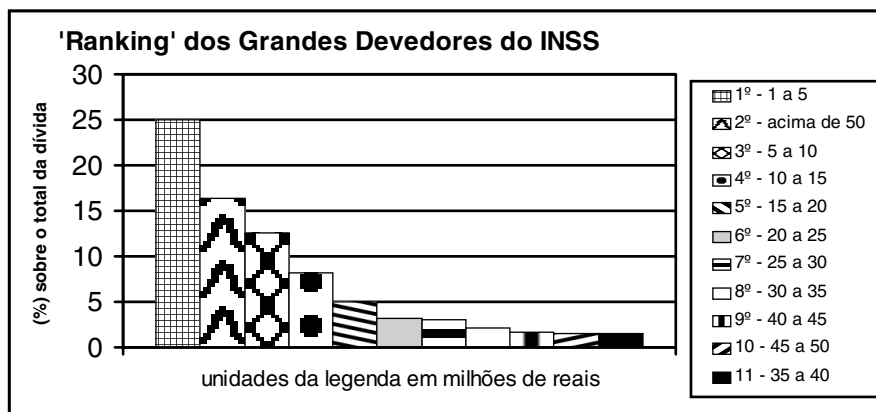 'Ranking' dos Grandes Devedores do INSS
30
25
20
15
10
5
0
(%) sobre o total da dívida
unidades da legenda em milhões de reais
1º - 1 a 5
2º - acima de 50
3º - 5 a 10
4º - 10 a 15
5º - 15 a 20
6º - 20 a 25
7º - 25 a 30
8º - 30 a 35
9º - 40 a 45
10 - 45 a 50
11 - 35 a 40